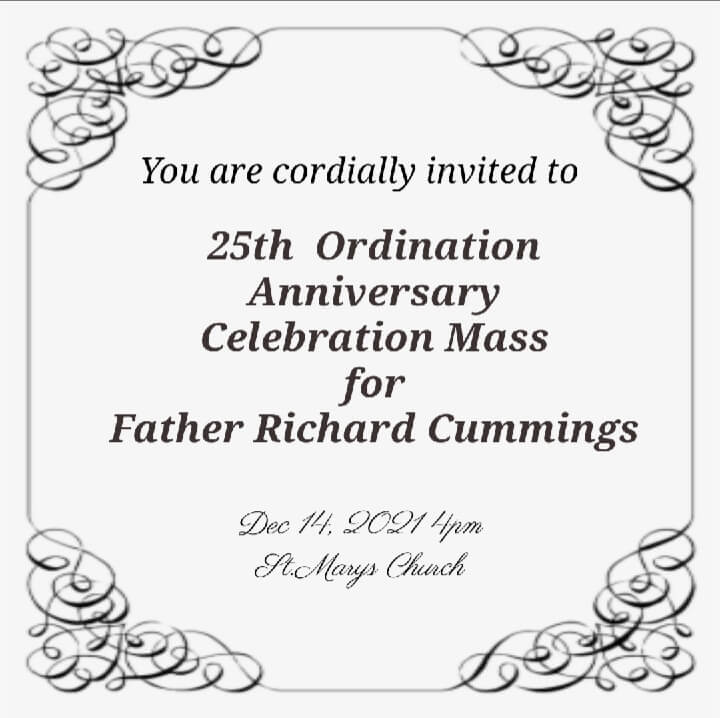 You are cordially invited to
25th Ordination
Anniversary
Celebration Mass
for
Father Richard Cummings
Dec 14, 2021 4pm
St.Marys Church